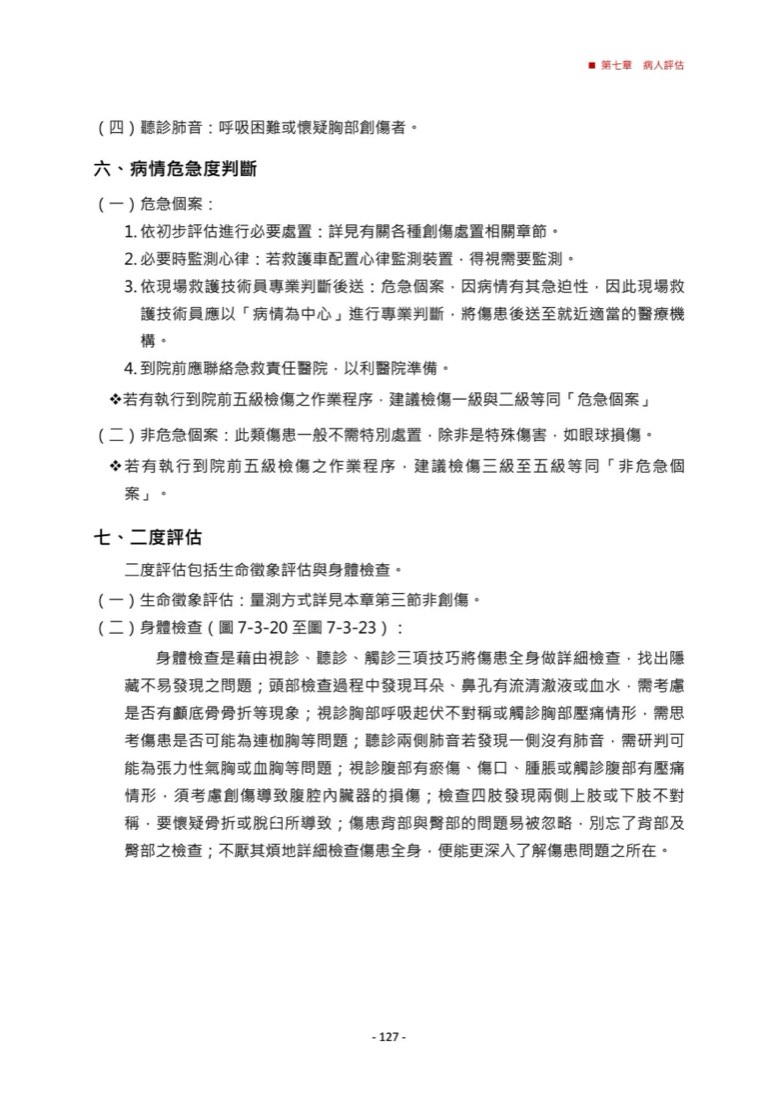 ■ 第七章　病人評估
（四）聽診肺音：呼吸困難或懷疑胸部創傷者。
六、病情危急度判斷
（一）危急個案：
1. 依初步評估進行必要處置：詳見有關各種創傷處置相關章節。
2. 必要時監測心律：若救護車配置心律監測裝置，得視需要監測。
3. 依現場救護技術員專業判斷後送：危急個案，因病情有其急迫性，因此現場救
護技術員應以「病情為中心」進行專業判斷，將傷患後送至就近適當的醫療機
構。
4. 到院前應聯絡急救責任醫院，以利醫院準備。
❖若有執行到院前五級檢傷之作業程序，建議檢傷一級與二級等同「危急個案」
（二）非危急個案：此類傷患一般不需特別處置，除非是特殊傷害，如眼球損傷。
❖若有執行到院前五級檢傷之作業程序，建議檢傷三級至五級等同「非危急個
案」。
七、二度評估
二度評估包括生命徵象評估與身體檢查。
（一）生命徵象評估：量測方式詳見本章第三節非創傷。
（二）身體檢查（圖 7-3-20 至圖 7-3-23）：
身體檢查是藉由視診、聽診、觸診三項技巧將傷患全身做詳細檢查，找出隱
藏不易發現之問題；頭部檢查過程中發現耳朵、鼻孔有流清澈液或血水，需考慮
是否有顱底骨骨折等現象；視診胸部呼吸起伏不對稱或觸診胸部壓痛情形，需思
考傷患是否可能為連枷胸等問題；聽診兩側肺音若發現一側沒有肺音，需研判可
能為張力性氣胸或血胸等問題；視診腹部有瘀傷、傷口、腫脹或觸診腹部有壓痛
情形，須考慮創傷導致腹腔內臟器的損傷；檢查四肢發現兩側上肢或下肢不對
稱，要懷疑骨折或脫臼所導致；傷患背部與臀部的問題易被忽略，別忘了背部及
臀部之檢查；不厭其煩地詳細檢查傷患全身，便能更深入了解傷患問題之所在。
- 127 -